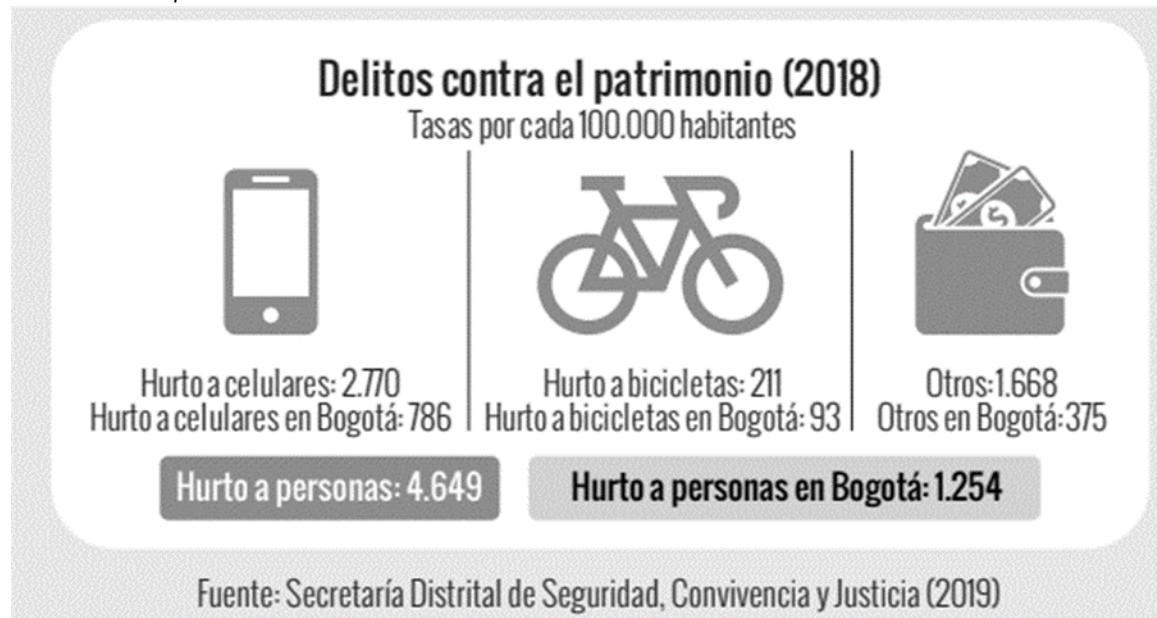 Delitos contra el patrimonio (2018)
Tasas por cada 100.000 habitantes
Hurto a celulares: 2.770
Hurto a celulares en Bogotá: 786
Hurto a bicicletas: 211
Hurto a bicicletas en Bogotá: 93
Otros:1.668
Otros en Bogotá:375
Hurto a personas: 4.649
Hurto a personas en Bogotá: 1.254
Fuente: Secretaría Distrital de Seguridad, Convivencia y Justicia (2019)